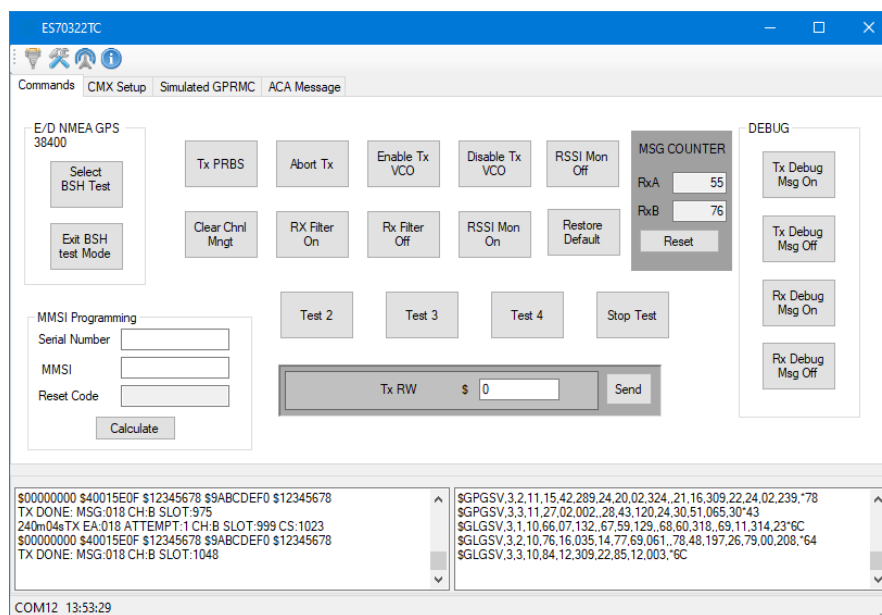 ES70322TC
Commands CMX Setup Simulated GPRMC ACA Message
E/D NMEA GPS
38400
Select
BSH Test
Exit BSH
test Mode
Tx PRBS
Abort Tx
Enable Tx
VCO
Disable Tx
VCO
RSSI Mon
Off
Clear Chnl
Mngt
RX Filter
On
Rx Filter
Off
RSSI Mon
On
Restore
Default
MSG COUNTER
RxA 55
RxB 76
Reset
DEBUG
Tx Debug
Msg On
Tx Debug
Msg Off
Rx Debug
Msg On
Rx Debug
Msg Off
MMSI Programming
Serial Number
MMSI
Reset Code
Calculate
Test 2
Test 3
Test 4
Stop Test
Tx RW $ 0 Send
$00000000 $40015E0F $12345678 $9ABCDEF0 $12345678
TX DONE: MSG:018 CH:B SLOT:975
240m04sTX EA:018 ATTEMPT:1 CH:B SLOT:999 CS:1023
$00000000 $40015E0F $12345678 $9ABCDEF0 $12345678
TX DONE: MSG:018 CH:B SLOT:1048
$GPGSV,3,2,11,15,42,289,24,20,02,324,,21,16,309,22,24,02,239,*78
$GPGSV,3,3,11,27,02,002,,28,43,120,24,30,51,065,30*43
$GLGSV,3,1,10,66,07,132,,67,59,129,,68,60,318,,69,11,314,23*6C
$GLGSV,3,2,10,76,16,035,14,77,69,061,,78,48,197,26,79,00,208,*64
$GLGSV,3,3,10,84,12,309,22,85,12,003,*6C
COM12 13:53:29